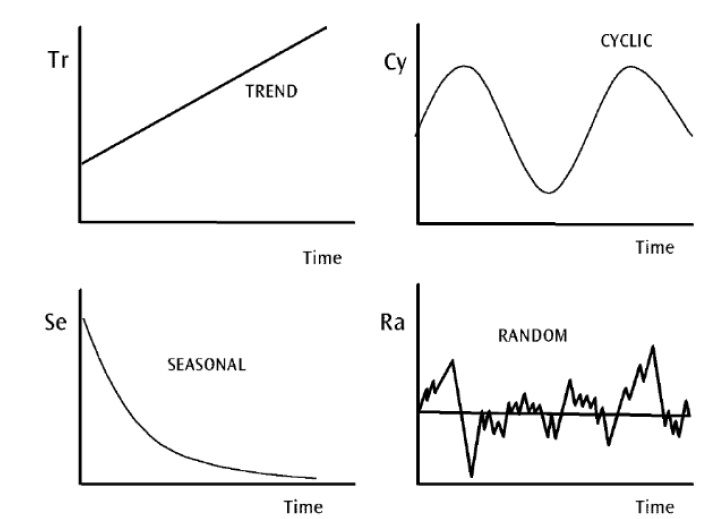 Tr
TREND
Time
Cy
CYCLIC
Time
Se
SEASONAL
Time
Ra
RANDOM
Time